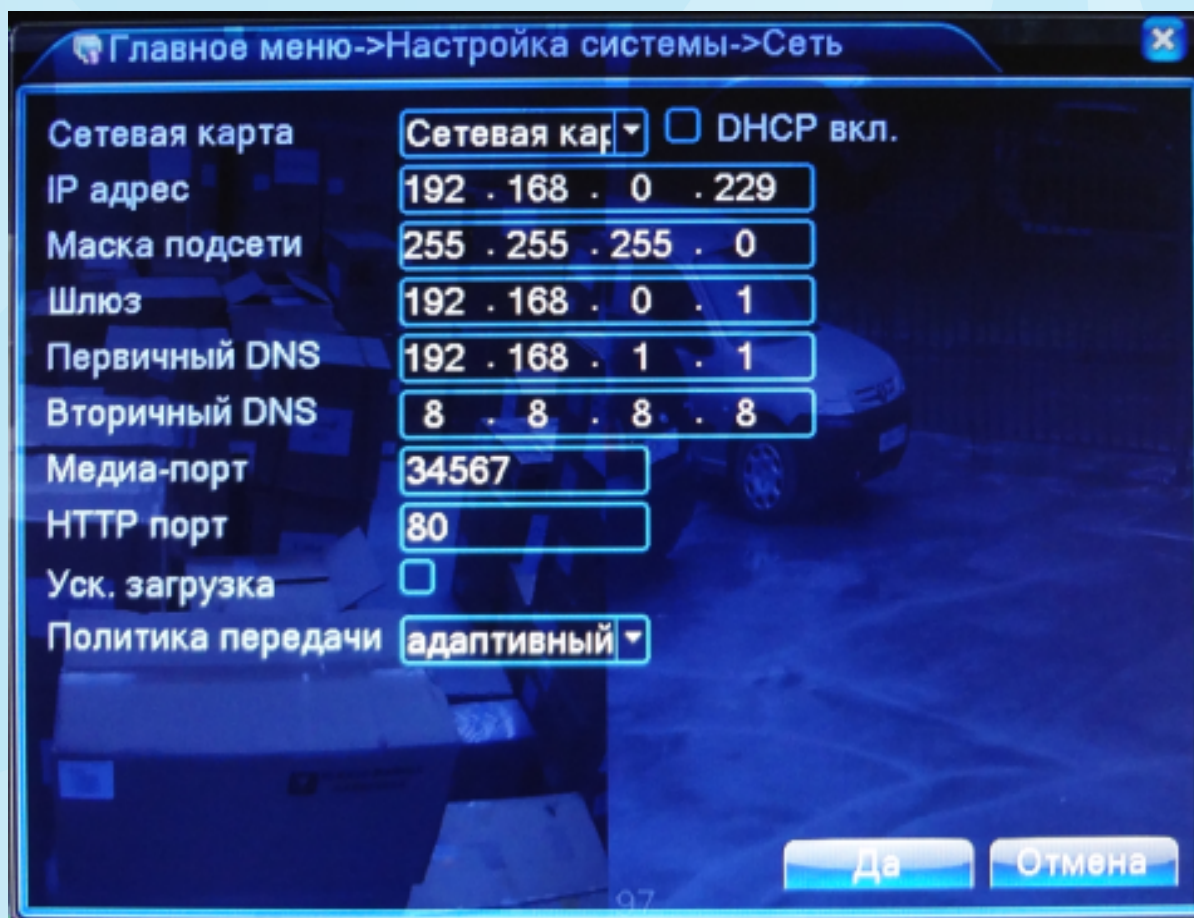 Главное меню->Настройка системы->Сеть
Сетевая карта Сетевая кар DHCP вкл.
IP адрес 192 . 168 . 0 . 229
Маска подсети 255 . 255 . 255 . 0
Шлюз 192 . 168 . 0 . 1
Первичный DNS 192 . 168 . 1 . 1
Вторичный DNS 8 . 8 . 8 . 8
Медиа-порт 34567
HTTP порт 80
Уск. загрузка
Политика передачи адаптивный
Да Отмена
97